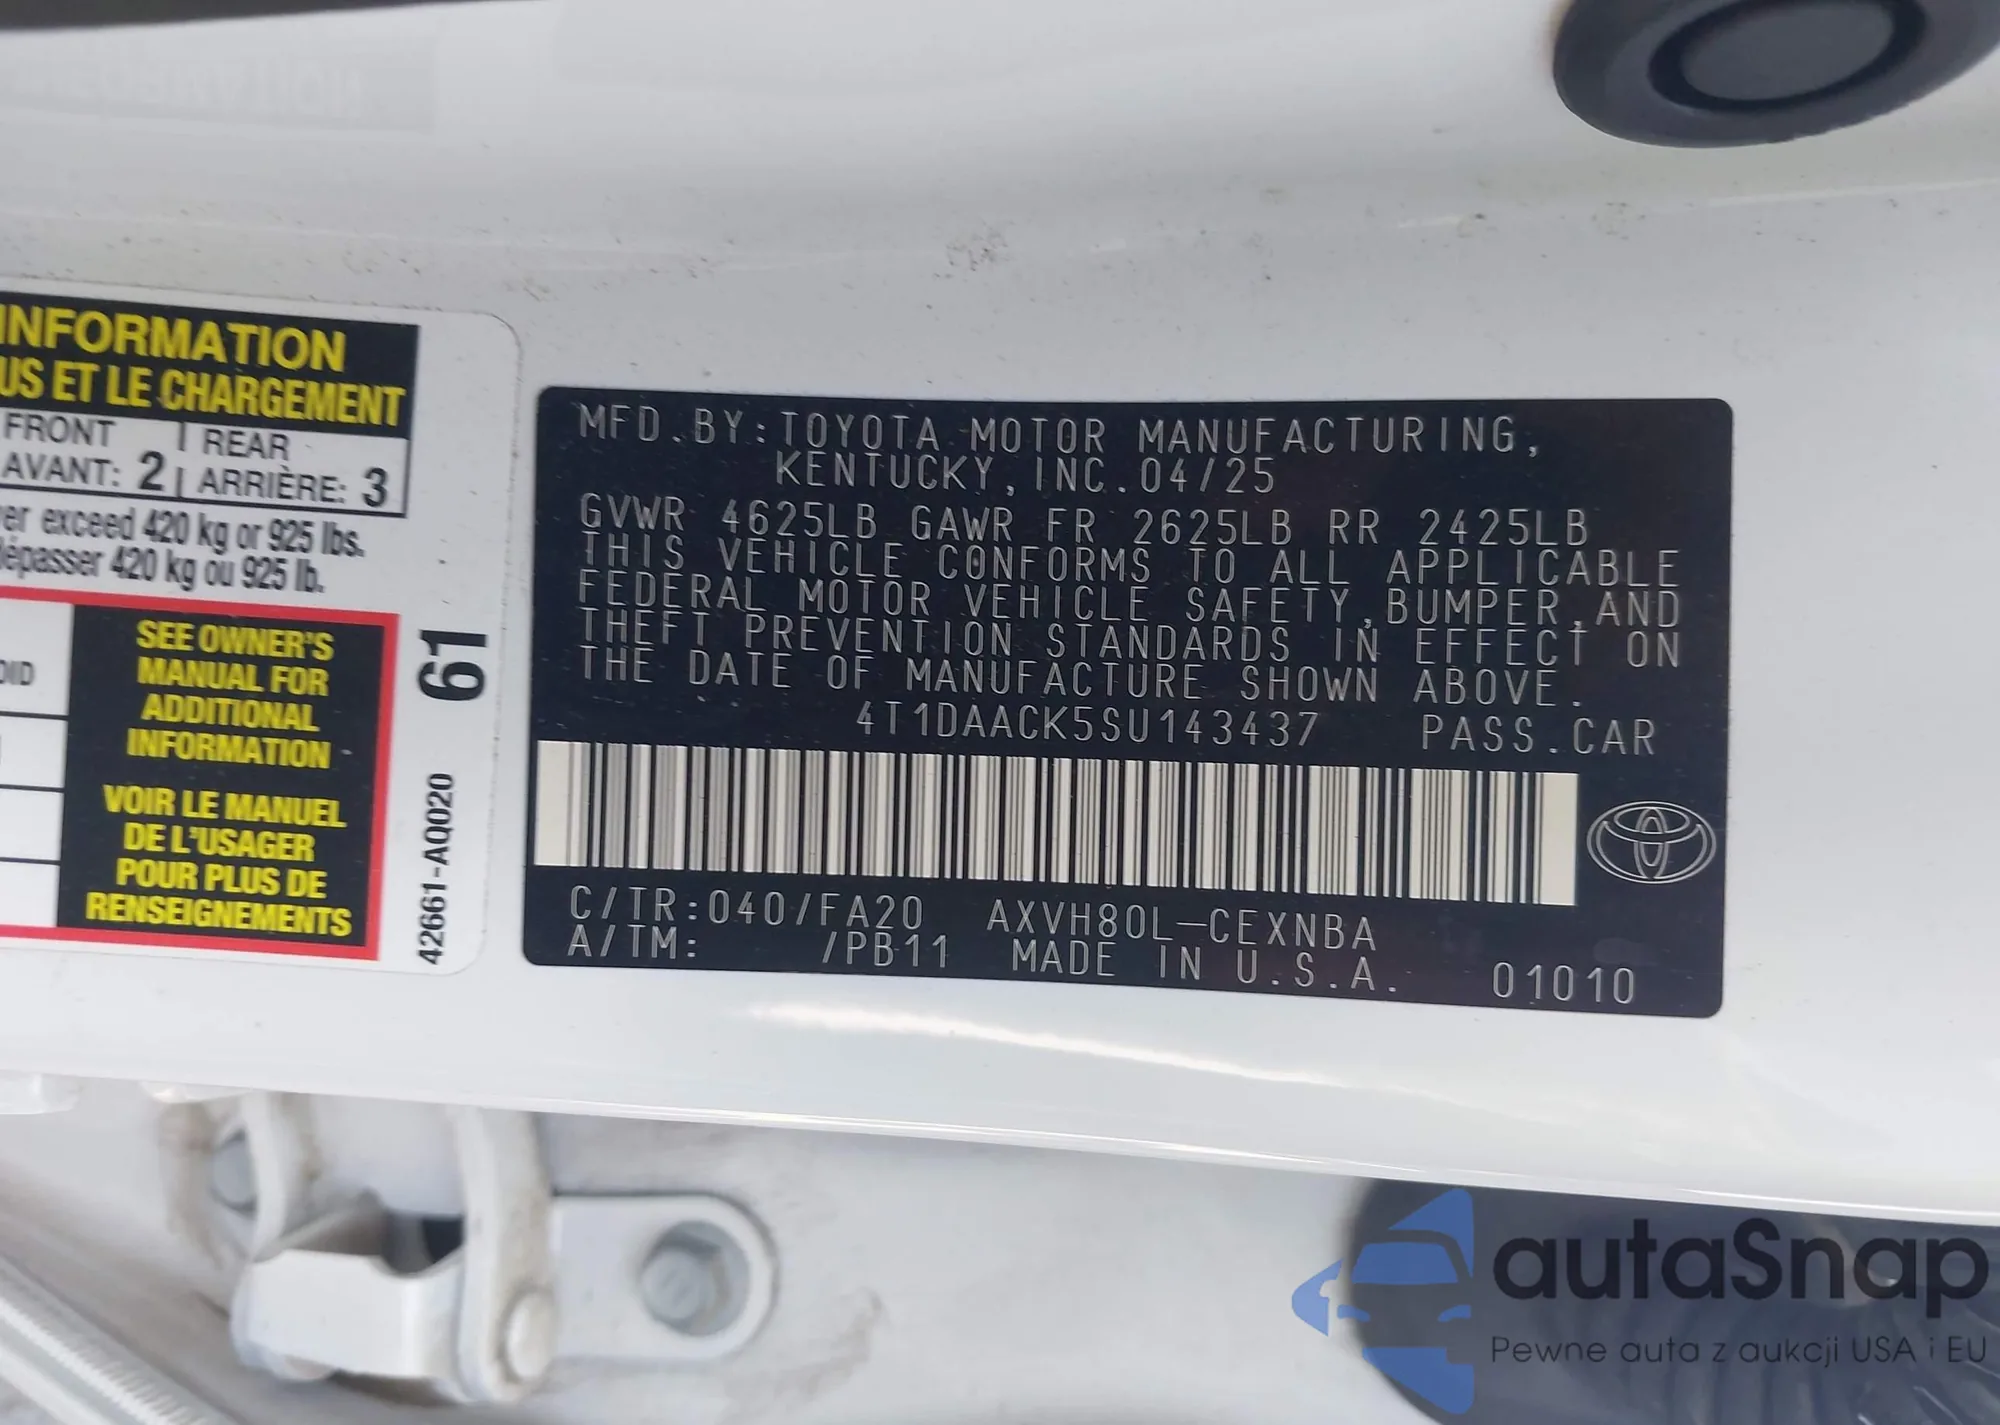 INFORMATION
US ET LE CHARGEMENT
FRONT REAR
AVANT: 2 ARRIÈRE: 3
exceed 420 kg or 925 lbs.
dépasser 420 kg ou 925 lb.
SEE OWNER'S
MANUAL FOR
ADDITIONAL
INFORMATION
VOIR LE MANUEL
DE L'USAGER
POUR PLUS DE
RENSEIGNEMENTS
61
42661-AQ020
MFD.BY:TOYOTA MOTOR MANUFACTURING,
KENTUCKY,INC.04/25
GVWR 4625LB GAWR FR 2625LB RR 2425LB
THIS VEHICLE CONFORMS TO ALL APPLICABLE
FEDERAL MOTOR VEHICLE SAFETY,BUMPER,AND
THEFT PREVENTION STANDARDS IN EFFECT ON
THE DATE OF MANUFACTURE SHOWN ABOVE.
4T1DAACK5SU143437 PASS.CAR
C/TR:040/FA20 AXVH80L-CEXNBA
A/TM: /PB11 MADE IN U.S.A. 01010
autaSnap
Pewne auta z aukcji USA i EU